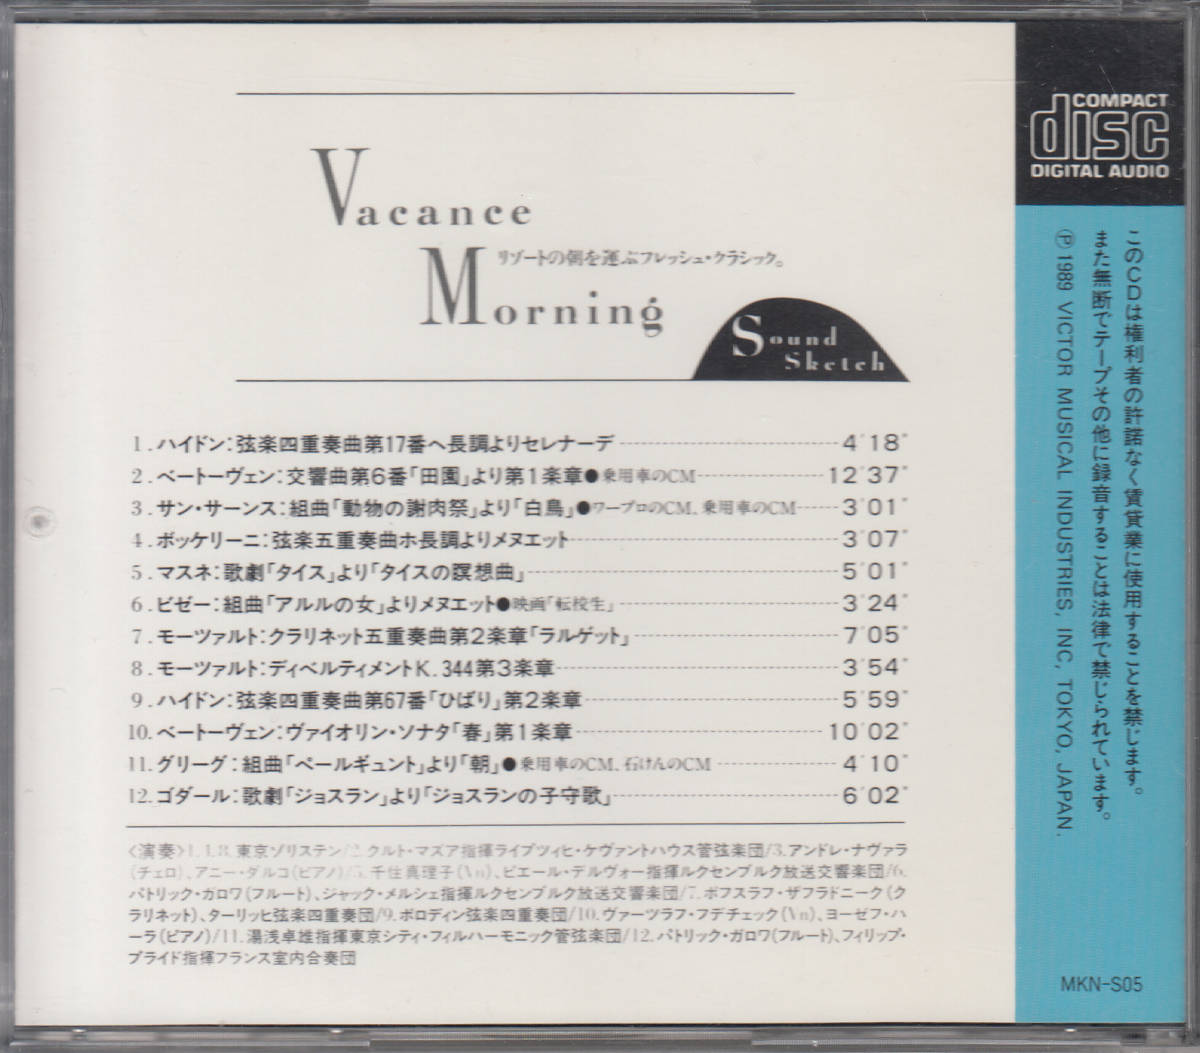 Vacance
リゾートの朝を運ぶフレッシュ・クラシック。
Morning
Sound
Sketch
1. ハイドン:弦楽四重奏曲第17番ヘ長調よりセレナーデ 4'18"
2. ベートーヴェン:交響曲第6番「田園」より第1楽章●乗用車のCM 12'37"
3. サン・サーンス:組曲「動物の謝肉祭」より「白鳥」●ワープロのCM、乗用車のCM 3'01"
4. ボッケリーニ:弦楽五重奏曲ホ長調よりメヌエット 3'07"
5. マスネ:歌劇「タイス」より「タイスの瞑想曲」 5'01"
6. ビゼー:組曲「アルルの女」よりメヌエット●映画「転校生」 3'24"
7. モーツァルト:クラリネット五重奏曲第2楽章「ラルゲット」 7'05"
8. モーツァルト:ディベルティメントK. 344第3楽章 3'54"
9. ハイドン:弦楽四重奏曲第67番「ひばり」第2楽章 5'59"
10. ベートーヴェン:ヴァイオリン・ソナタ「春」第1楽章 10'02"
11. グリーグ:組曲「ペールギュント」より「朝」●乗用車のCM、石けんのCM 4'10"
12. ゴダール:歌劇「ジョスラン」より「ジョスランの子守歌」 6'02"
〈演奏〉1. 4.8. 東京ゾリステン/2. クルト・マズア指揮ライプツィヒ・ゲヴァントハウス管弦楽団/3. アンドレ・ナヴァラ
(チェロ)、アニー・ダルコ(ピアノ)/5. 千住真理子(Vn)、ピエール・デルヴォー指揮ルクセンブルク放送交響楽団/6.
パトリック・ガロワ(フルート)、ジャック・メルシェ指揮ルクセンブルク放送交響楽団/7. ボフスラフ・ザフラドニーク(ク
ラリネット)、ターリッヒ弦楽四重奏団/9. ボロディン弦楽四重奏団/10. ヴァーツラフ・フデチェック(Vn)、ヨーゼフ・ハ
ーラ(ピアノ)/11. 湯浅卓雄指揮東京シティ・フィルハーモニック管弦楽団/12. パトリック・ガロワ(フルート)、フィリップ・
ブライド指揮フランス室内合奏団
COMPACT
disc
DIGITAL AUDIO
このCDは権利者の許諾なく賃貸業に使用することを禁じます。
また無断でテープその他に録音することは法律で禁じられています。
Ⓟ 1989 VICTOR MUSICAL INDUSTRIES, INC, TOKYO, JAPAN.
MKN-S05